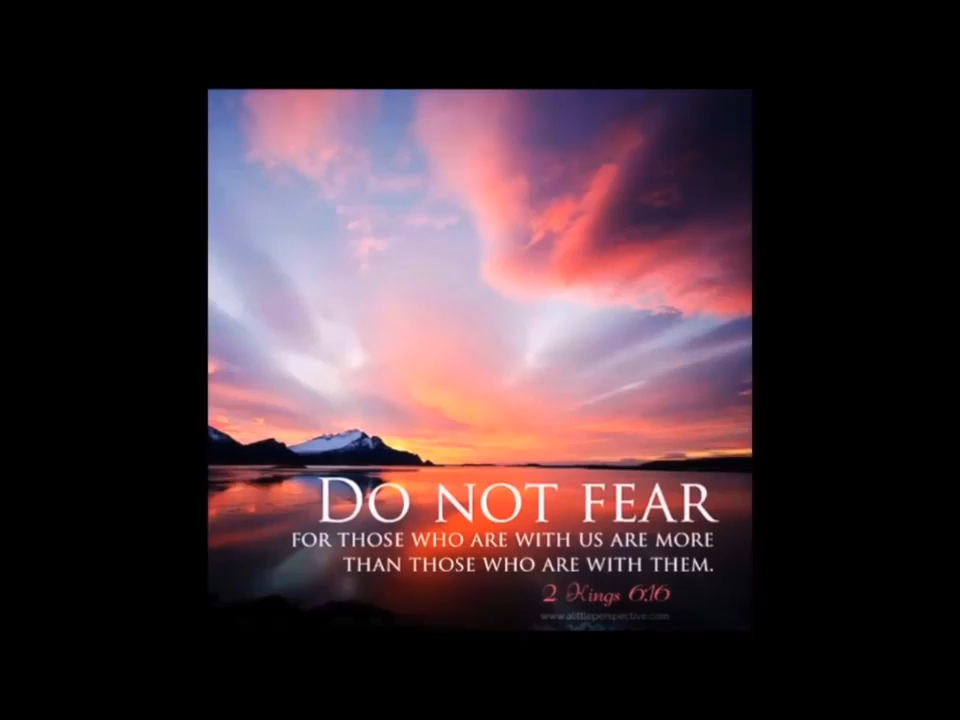 DO NOT FEAR
FOR THOSE WHO ARE WITH US ARE MORE
THAN THOSE WHO ARE WITH THEM.
2 Kings 6:16
www.alittleperspective.com